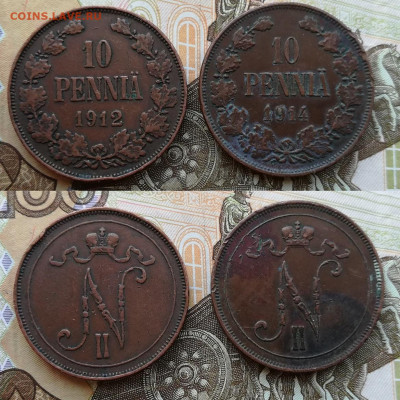 COINS.LAVE.RU
10
PENNIÄ
1912
10
PENNIÄ
1914
N
II
N
II